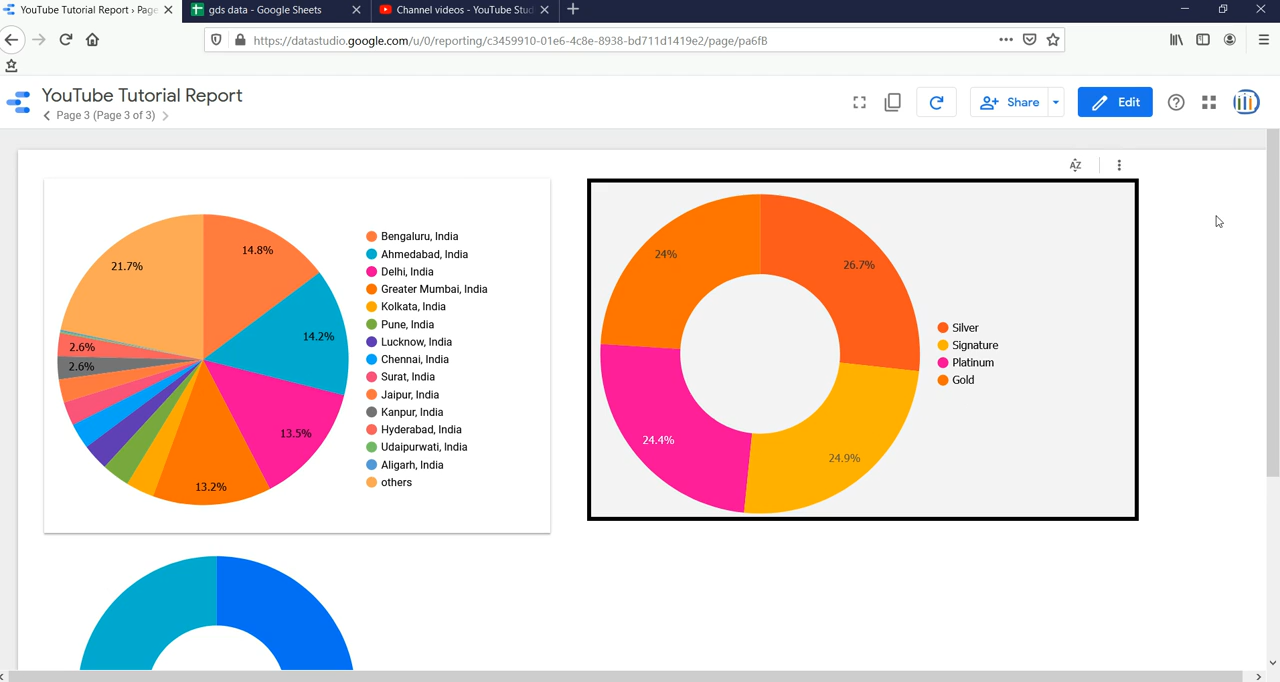 YouTube Tutorial Report › Page
gds data - Google Sheets
Channel videos - YouTube Stud
https://datastudio.google.com/u/0/reporting/c3459910-01e6-4c8e-8938-bd711d1419e2/page/pa6fB
YouTube Tutorial Report
Page 3 (Page 3 of 3)
Share
Edit
AZ
14.8%
14.2%
13.5%
13.2%
2.6%
2.6%
21.7%
Bengaluru, India
Ahmedabad, India
Delhi, India
Greater Mumbai, India
Kolkata, India
Pune, India
Lucknow, India
Chennai, India
Surat, India
Jaipur, India
Kanpur, India
Hyderabad, India
Udaipurwati, India
Aligarh, India
others
26.7%
24.9%
24.4%
24%
Silver
Signature
Platinum
Gold